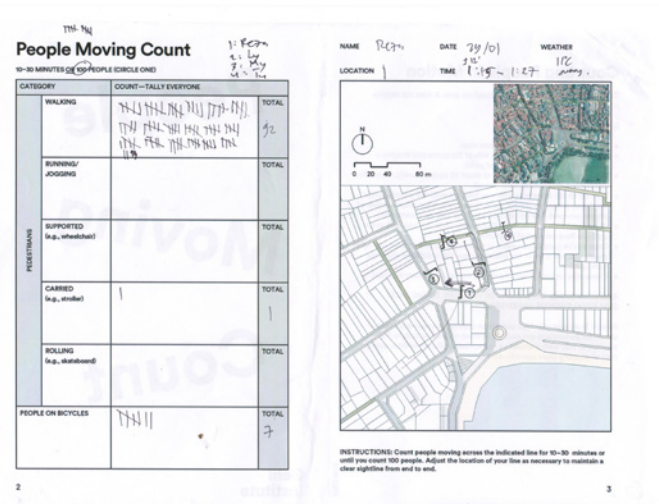 People Moving Count
10–30 MINUTES OR 100 PEOPLE (CIRCLE ONE)
CATEGORY
COUNT—TALLY EVERYONE
PEDESTRIANS
WALKING
TOTAL
92
RUNNING/
JOGGING
TOTAL
SUPPORTED
(e.g., wheelchair)
TOTAL
CARRIED
(e.g., stroller)
TOTAL
1
ROLLING
(e.g., skateboard)
TOTAL
PEOPLE ON BICYCLES
TOTAL
7
2
NAME
DATE 29/01
WEATHER
LOCATION 1
TIME 1:15 - 1:27
N
0 20 40 80 m
INSTRUCTIONS: Count people moving across the indicated line for 10–30 minutes or
until you count 100 people. Adjust the location of your line as necessary to maintain a
clear sightline from end to end.
3